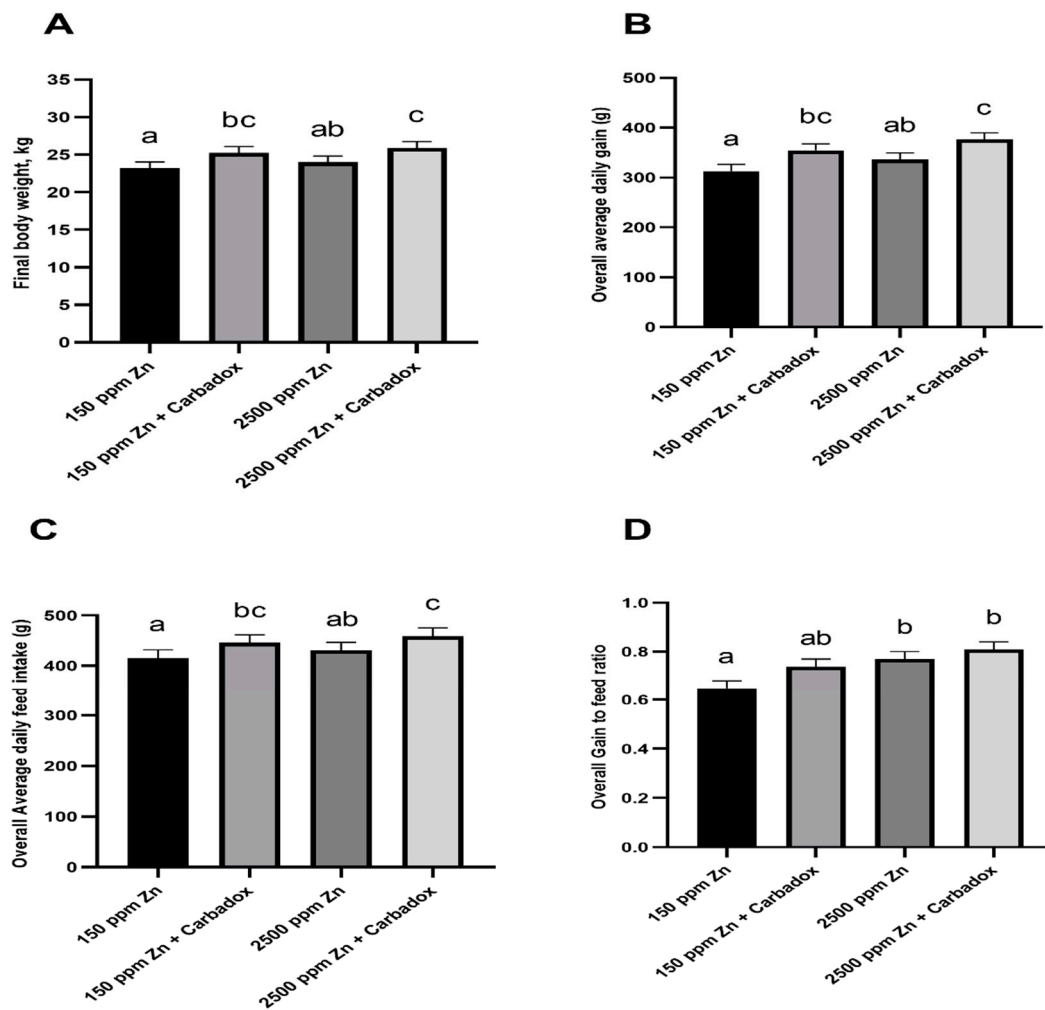 A
Final body weight, kg
35
30
25
20
15
10
5
0
a
bc
ab
c
150 ppm Zn
150 ppm Zn + Carbadox
2500 ppm Zn
2500 ppm Zn + Carbadox
B
Overall average daily gain (g)
500
400
300
200
100
0
a
bc
ab
c
150 ppm Zn
150 ppm Zn + Carbadox
2500 ppm Zn
2500 ppm Zn + Carbadox
C
Overall Average daily feed intake (g)
500
400
300
200
100
0
a
bc
ab
c
150 ppm Zn
150 ppm Zn + Carbadox
2500 ppm Zn
2500 ppm Zn + Carbadox
D
Overall Gain to feed ratio
1.0
0.8
0.6
0.4
0.2
0.0
a
ab
b
b
150 ppm Zn
150 ppm Zn + Carbadox
2500 ppm Zn
2500 ppm Zn + Carbadox